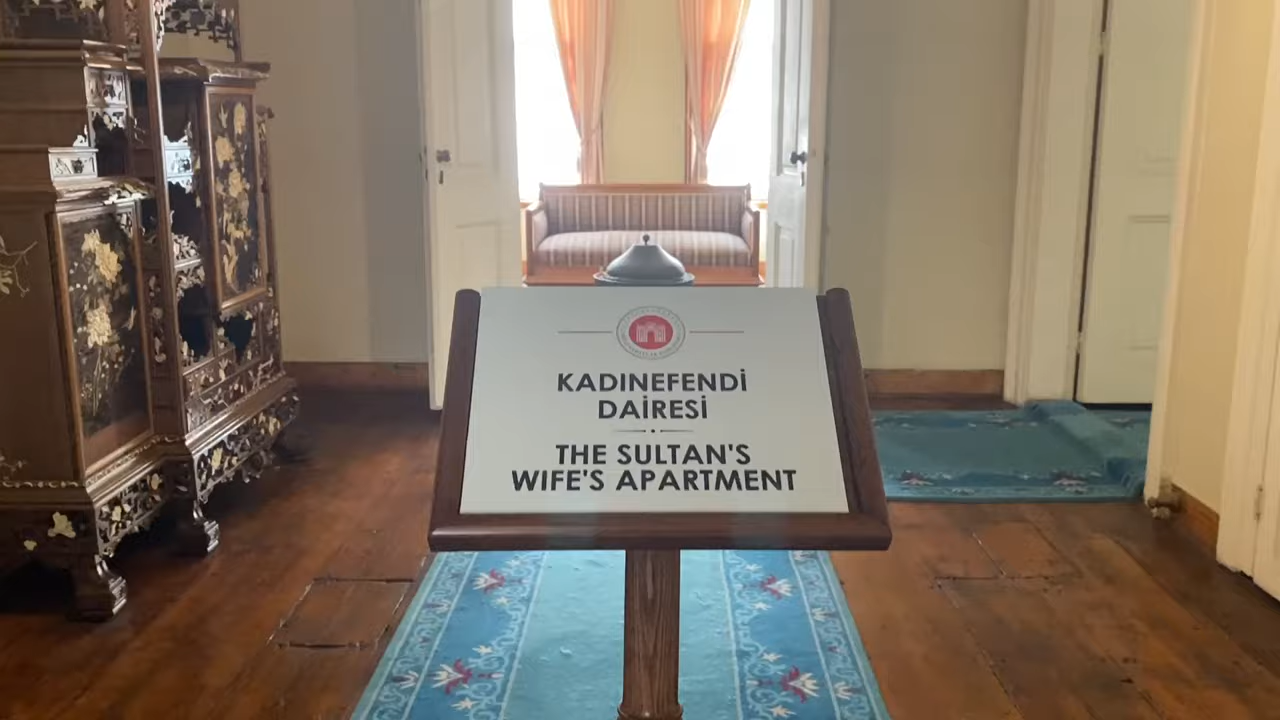 KADINEFENDİ
DAİRESİ
THE SULTAN'S
WIFE'S APARTMENT